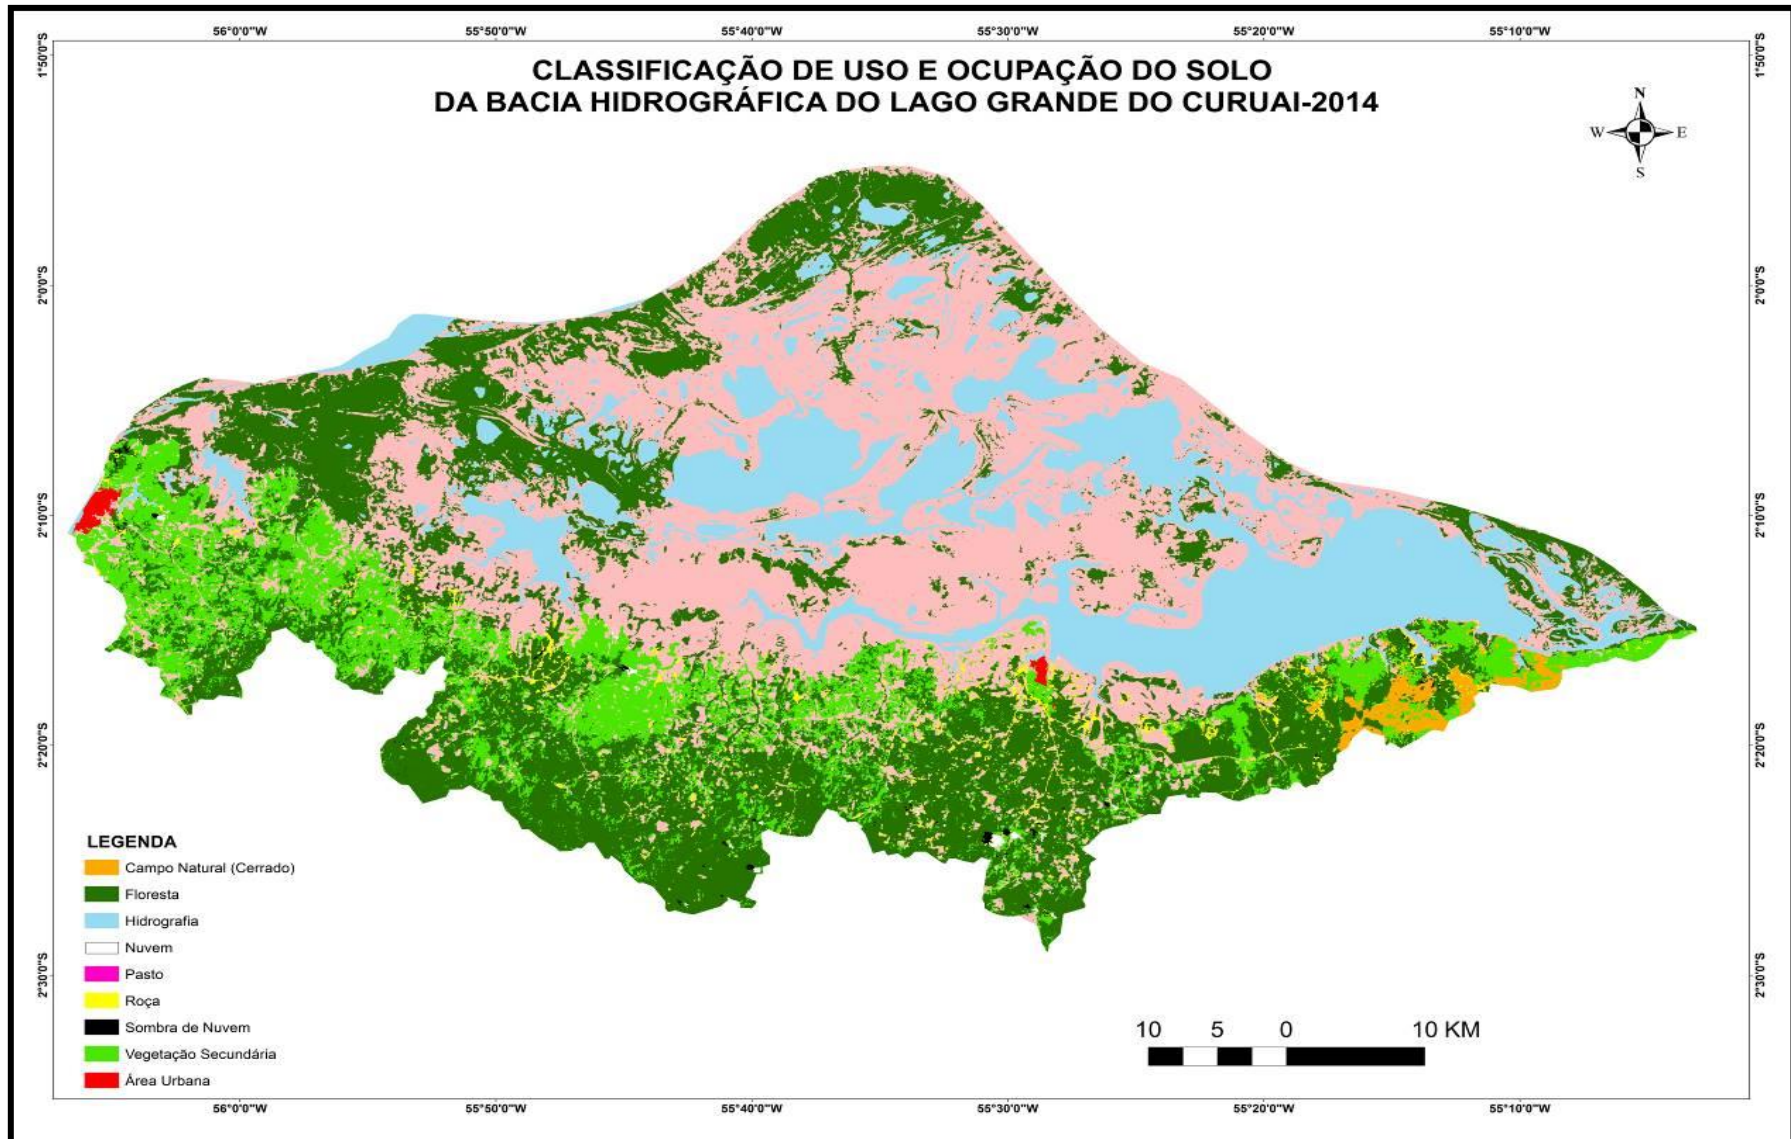 56°0'0"W 55°50'0"W 55°40'0"W 55°30'0"W 55°20'0"W 55°10'0"W
CLASSIFICAÇÃO DE USO E OCUPAÇÃO DO SOLO
DA BACIA HIDROGRÁFICA DO LAGO GRANDE DO CURUAI-2014
N
W E
S
1°50'0"S 1°50'0"S
2°0'0"S 2°0'0"S
2°10'0"S 2°10'0"S
2°20'0"S 2°20'0"S
2°30'0"S 2°30'0"S
LEGENDA
Campo Natural (Cerrado)
Floresta
Hidrografia
Nuvem
Pasto
Roça
Sombra de Nuvem
Vegetação Secundária
Área Urbana
10 5 0 10 KM
56°0'0"W 55°50'0"W 55°40'0"W 55°30'0"W 55°20'0"W 55°10'0"W